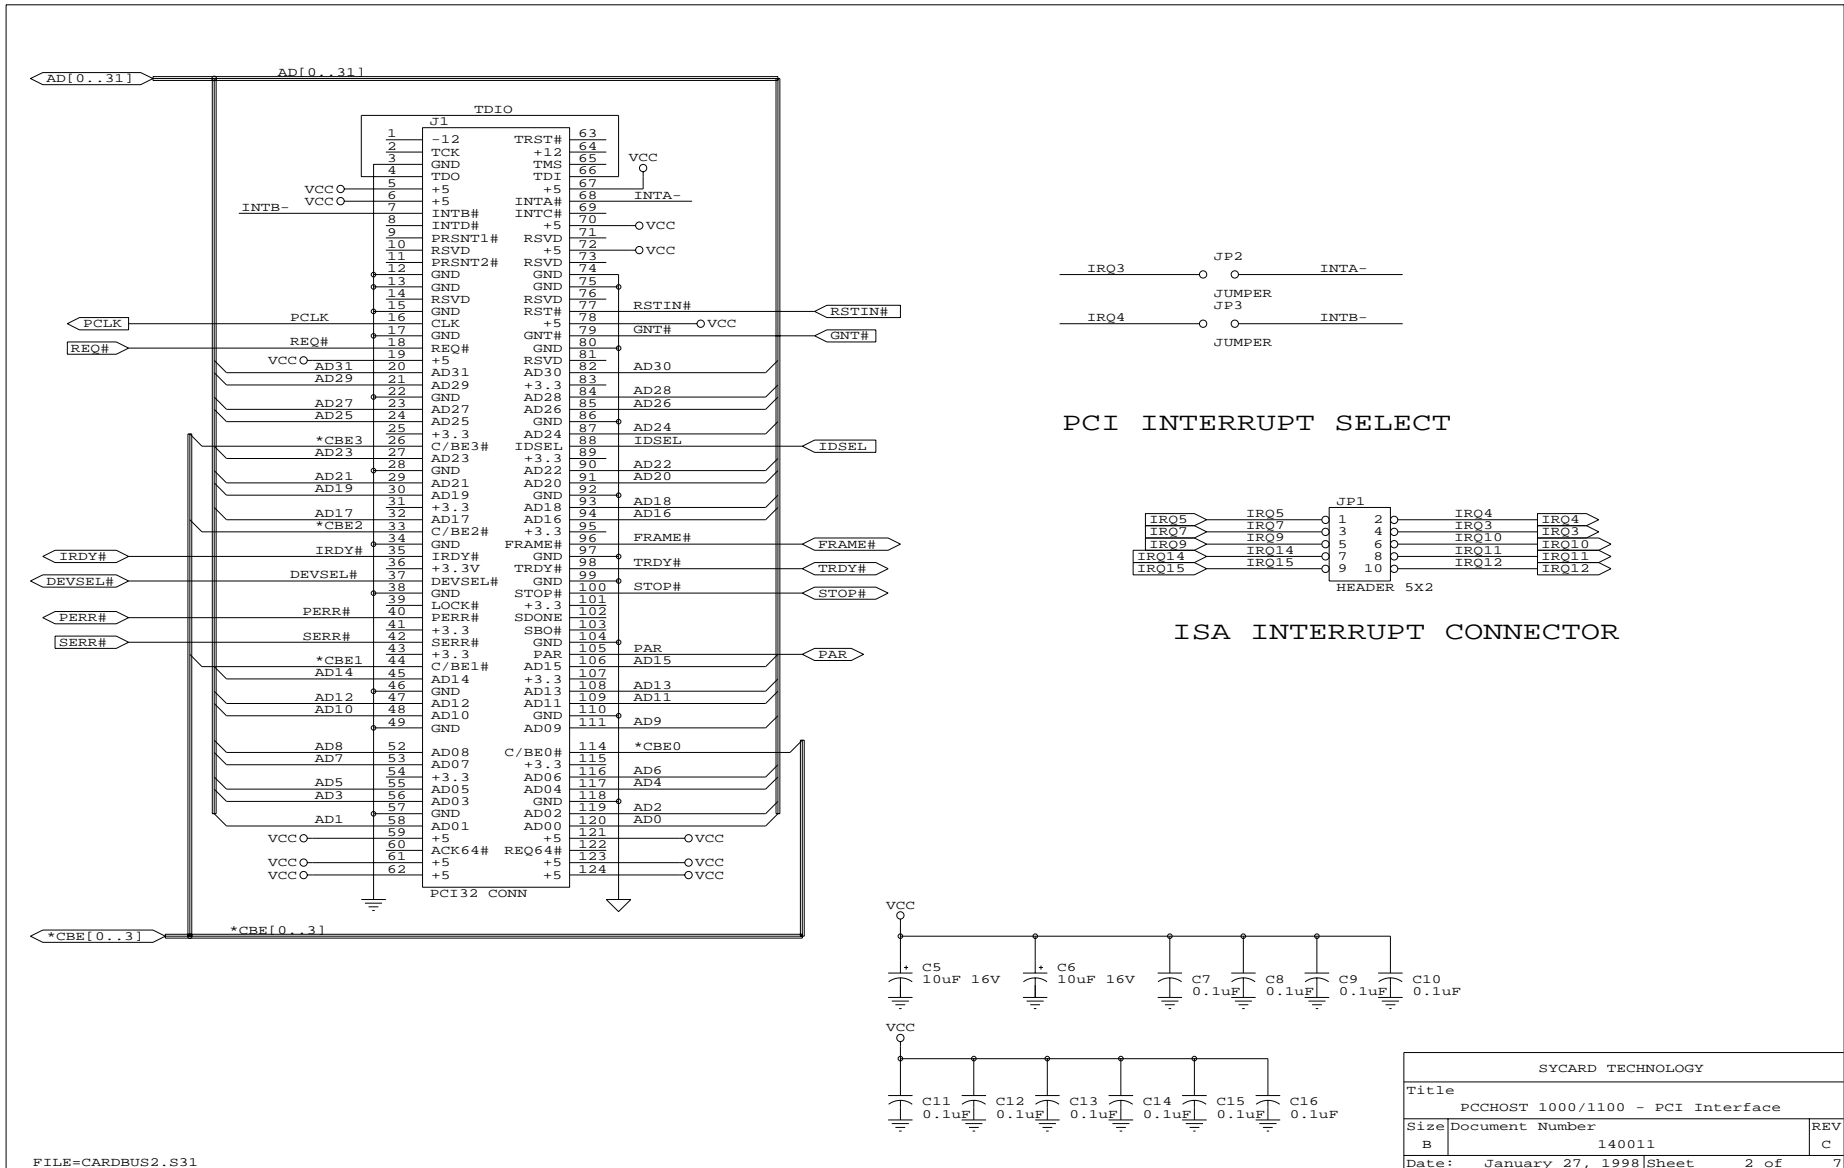 AD[0..31] AD[0..31]
TDIO
J1
1 -12 TRST# 63
2 TCK +12 64
3 GND TMS 65 VCC
4 TDO TDI 66
VCC 5 +5 +5 67
VCC 6 +5 INTA# 68 INTA-
INTB- 7 INTB# INTC# 69
8 INTD# +5 70 VCC
9 PRSNT1# RSVD 71
10 RSVD +5 72 VCC
11 PRSNT2# RSVD 73
12 GND GND 74
13 GND GND 75
14 RSVD RSVD 76
15 GND RST# 77 RSTIN# RSTIN#
PCLK PCLK 16 CLK +5 78 VCC
17 GND GNT# 79 GNT# GNT#
REQ# REQ# 18 REQ# GND 80
VCC 19 +5 RSVD 81
AD31 20 AD31 AD30 82 AD30
AD29 21 AD29 +3.3 83
22 GND AD28 84 AD28
AD27 23 AD27 AD26 85 AD26
AD25 24 AD25 GND 86
25 +3.3 AD24 87 AD24
*CBE3 26 C/BE3# IDSEL 88 IDSEL IDSEL
AD23 27 AD23 +3.3 89
28 GND AD22 90 AD22
AD21 29 AD21 AD20 91 AD20
AD19 30 AD19 GND 92
31 +3.3 AD18 93 AD18
AD17 32 AD17 AD16 94 AD16
*CBE2 33 C/BE2# +3.3 95
34 GND FRAME# 96 FRAME# FRAME#
IRDY# IRDY# 35 IRDY# GND 97
36 +3.3V TRDY# 98 TRDY# TRDY#
DEVSEL# DEVSEL# 37 DEVSEL# GND 99
38 GND STOP# 100 STOP# STOP#
39 LOCK# +3.3 101
PERR# PERR# 40 PERR# SDONE 102
41 +3.3 SBO# 103
SERR# SERR# 42 SERR# GND 104
43 +3.3 PAR 105 PAR PAR
*CBE1 44 C/BE1# AD15 106 AD15
AD14 45 AD14 +3.3 107
46 GND AD13 108 AD13
AD12 47 AD12 AD11 109 AD11
AD10 48 AD10 GND 110
49 GND AD09 111 AD9
AD8 52 AD08 C/BE0# 114 *CBE0
AD7 53 AD07 +3.3 115
54 +3.3 AD06 116 AD6
AD5 55 AD05 AD04 117 AD4
AD3 56 AD03 GND 118
57 GND AD02 119 AD2
AD1 58 AD01 AD00 120 AD0
VCC 59 +5 +5 121 VCC
60 ACK64# REQ64# 122
VCC 61 +5 +5 123 VCC
VCC 62 +5 +5 124 VCC
PCI32 CONN
*CBE[0..3] *CBE[0..3]
JP2
IRQ3 INTA-
JUMPER
JP3
IRQ4 INTB-
JUMPER
PCI INTERRUPT SELECT
JP1
IRQ5 IRQ5 1 2 IRQ4 IRQ4
IRQ7 IRQ7 3 4 IRQ3 IRQ3
IRQ9 IRQ9 5 6 IRQ10 IRQ10
IRQ14 IRQ14 7 8 IRQ11 IRQ11
IRQ15 IRQ15 9 10 IRQ12 IRQ12
HEADER 5X2
ISA INTERRUPT CONNECTOR
VCC
+ C5 + C6 C7 C8 C9 C10
10uF 16V 10uF 16V 0.1uF 0.1uF 0.1uF 0.1uF
VCC
C11 C12 C13 C14 C15 C16
0.1uF 0.1uF 0.1uF 0.1uF 0.1uF 0.1uF
SYCARD TECHNOLOGY
Title
PCCHOST 1000/1100 - PCI Interface
Size Document Number REV
B 140011 C
Date: January 27, 1998 Sheet 2 of 7
FILE=CARDBUS2.S31